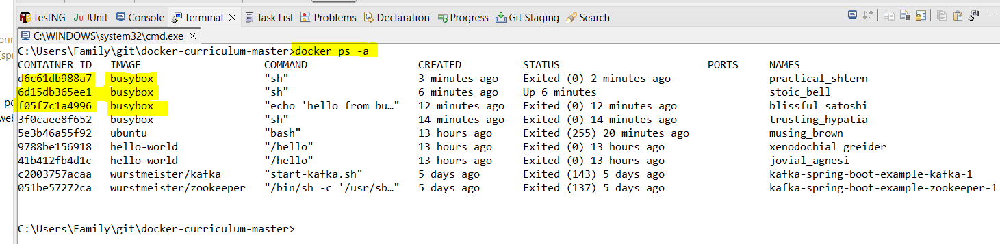 TestNG JUnit Console Terminal Task List Problems Declaration Progress Git Staging Search
C:\WINDOWS\system32\cmd.exe
C:\Users\Family\git\docker-curriculum-master>docker ps -a
CONTAINER ID IMAGE COMMAND CREATED STATUS PORTS NAMES
d6c61db988a7 busybox "sh" 3 minutes ago Exited (0) 2 minutes ago practical_shtern
6d15db365ee1 busybox "sh" 6 minutes ago Up 6 minutes stoic_bell
f05f7c1a4996 busybox "echo 'hello from bu…" 12 minutes ago Exited (0) 12 minutes ago blissful_satoshi
3f0caee8f652 busybox "sh" 14 minutes ago Exited (0) 14 minutes ago trusting_hypatia
5e3b46a55f92 ubuntu "bash" 13 hours ago Exited (255) 20 minutes ago musing_brown
9788be156918 hello-world "/hello" 13 hours ago Exited (0) 13 hours ago xenodochial_greider
41b412fb4d1c hello-world "/hello" 13 hours ago Exited (0) 13 hours ago jovial_agnesi
c2003757acaa wurstmeister/kafka "start-kafka.sh" 5 days ago Exited (143) 5 days ago kafka-spring-boot-example-kafka-1
051be57272ca wurstmeister/zookeeper "/bin/sh -c '/usr/sb…" 5 days ago Exited (137) 5 days ago kafka-spring-boot-example-zookeeper-1
C:\Users\Family\git\docker-curriculum-master>